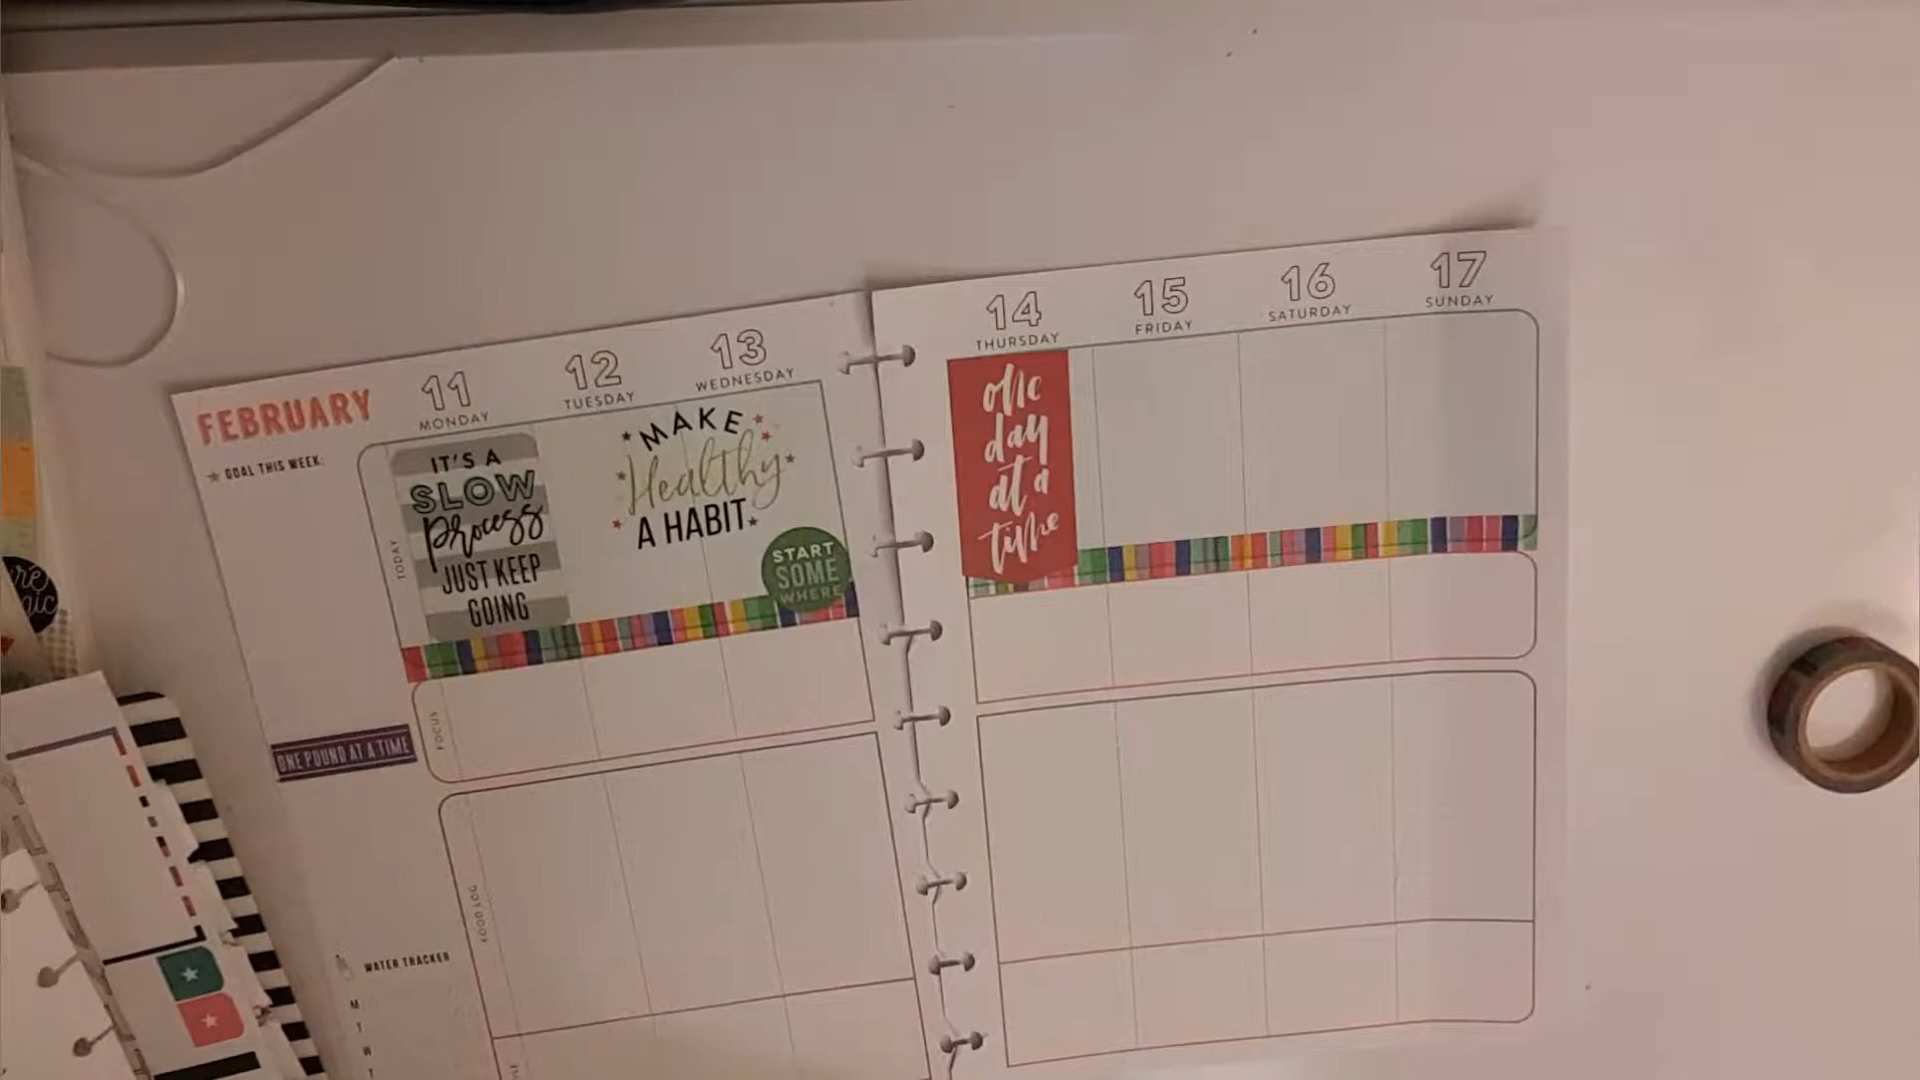 FEBRUARY
GOAL THIS WEEK:
11
MONDAY
12
TUESDAY
13
WEDNESDAY
TODAY
IT'S A
SLOW
process
JUST KEEP
GOING
MAKE
Healthy
A HABIT
START
SOME
WHERE
FOCUS
ONE POUND AT A TIME
WATER TRACKER
M
T
W
T
14
THURSDAY
15
FRIDAY
16
SATURDAY
17
SUNDAY
one
day
at a
time